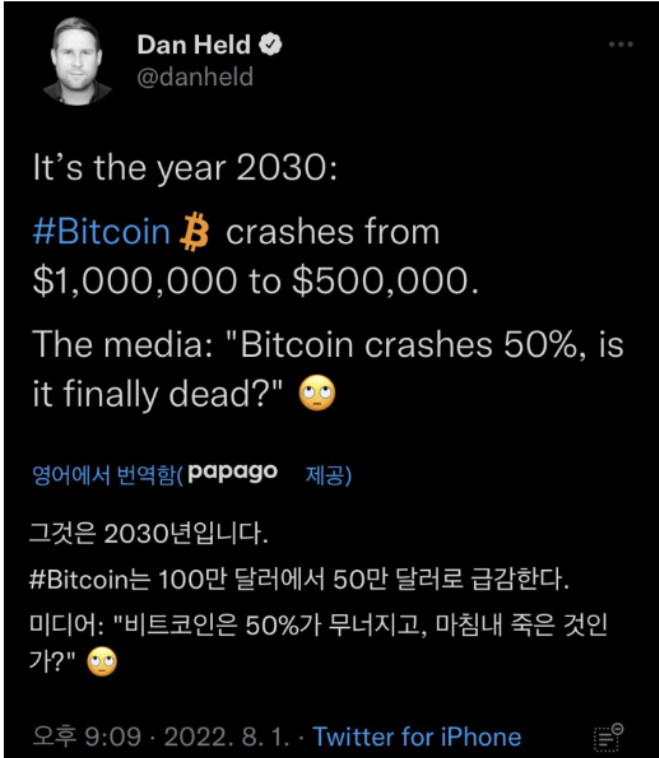 Dan Held
@danheld
It's the year 2030:
#Bitcoin crashes from
$1,000,000 to $500,000.
The media: "Bitcoin crashes 50%, is
it finally dead?" 🙄
영어에서 번역함( papago 제공)
그것은 2030년입니다.
#Bitcoin는 100만 달러에서 50만 달러로 급감한다.
미디어: "비트코인은 50%가 무너지고, 마침내 죽은 것인
가?" 🙄
오후 9:09 · 2022. 8. 1. · Twitter for iPhone